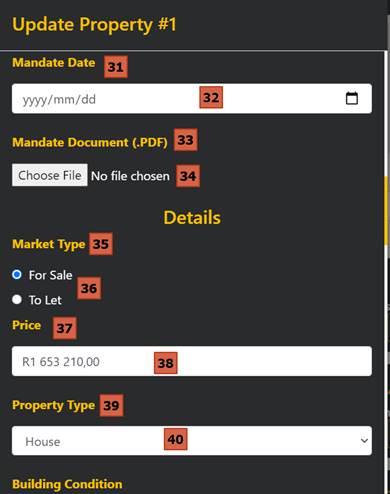 Update Property #1
Mandate Date 31
yyyy/mm/dd 32
Mandate Document (.PDF) 33
Choose File No file chosen 34
Details
Market Type 35
For Sale
36
To Let
Price 37
R1 653 210,00 38
Property Type 39
House 40
Building Condition